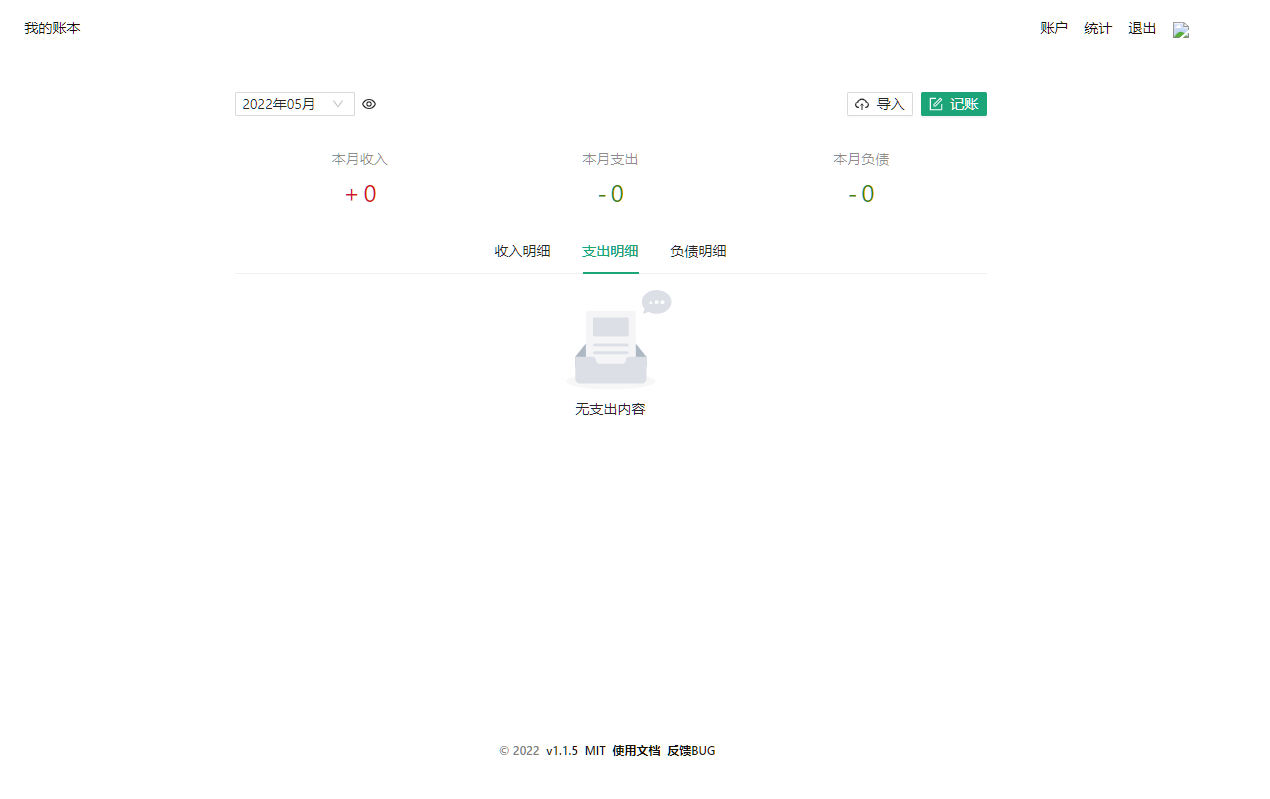 我的账本 账户 统计 退出
2022年05月 导入 记账
本月收入 本月支出 本月负债
+ 0 - 0 - 0
收入明细 支出明细 负债明细
无支出内容
© 2022 v1.1.5 MIT 使用文档 反馈BUG